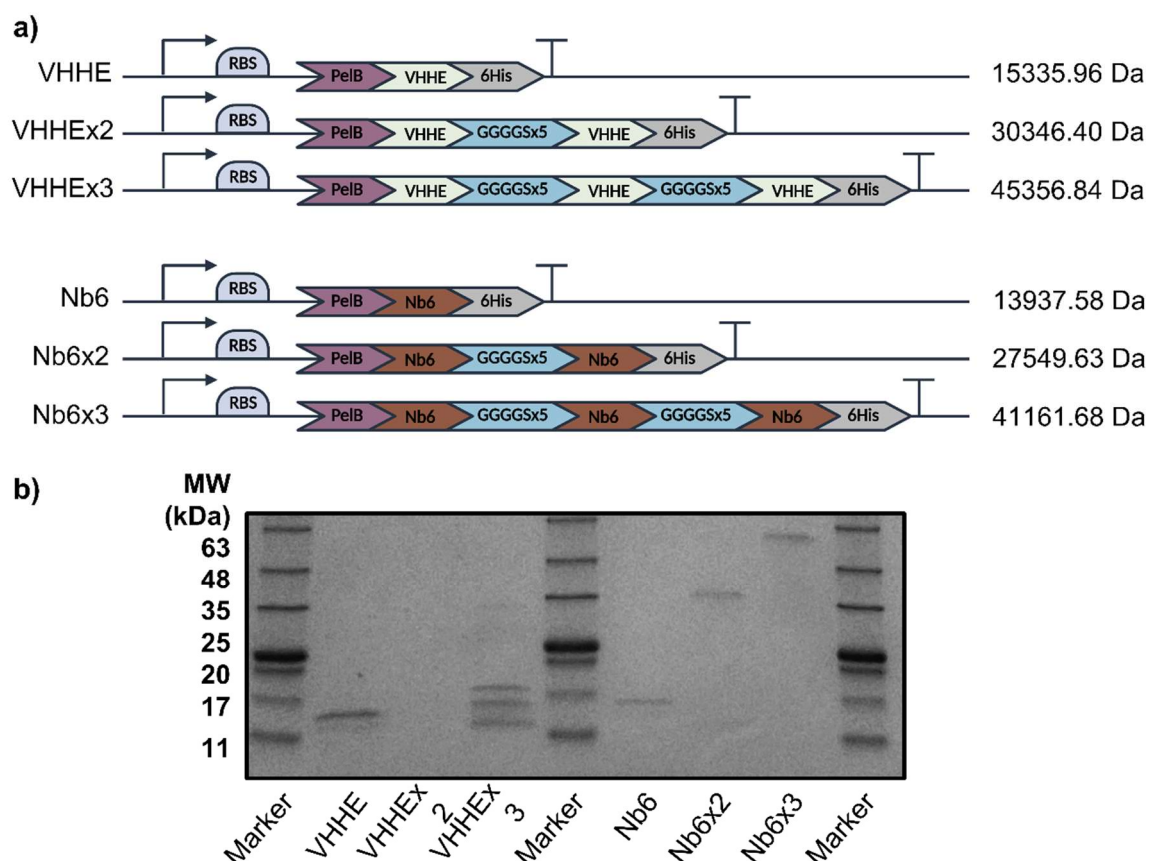 a)
VHHE RBS PelB VHHE 6His 15335.96 Da
VHHEx2 RBS PelB VHHE GGGGSx5 VHHE 6His 30346.40 Da
VHHEx3 RBS PelB VHHE GGGGSx5 VHHE GGGGSx5 VHHE 6His 45356.84 Da
Nb6 RBS PelB Nb6 6His 13937.58 Da
Nb6x2 RBS PelB Nb6 GGGGSx5 Nb6 6His 27549.63 Da
Nb6x3 RBS PelB Nb6 GGGGSx5 Nb6 GGGGSx5 Nb6 6His 41161.68 Da
b)
MW
(kDa)
63
48
35
25
20
17
11
Marker
VHHE
VHHEx
2
VHHEx
3
Marker
Nb6
Nb6x2
Nb6x3
Marker